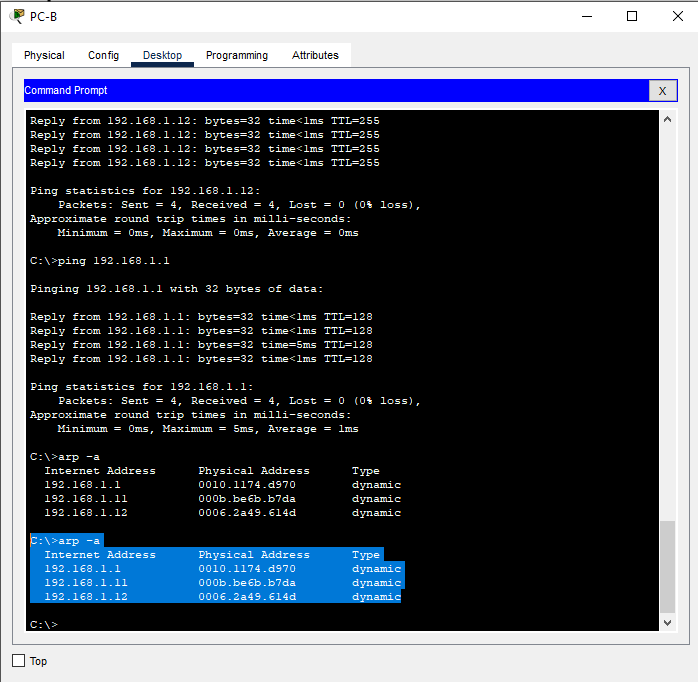 PC-B
Physical Config Desktop Programming Attributes
Command Prompt X
Reply from 192.168.1.12: bytes=32 time<1ms TTL=255
Reply from 192.168.1.12: bytes=32 time<1ms TTL=255
Reply from 192.168.1.12: bytes=32 time<1ms TTL=255
Reply from 192.168.1.12: bytes=32 time<1ms TTL=255
Ping statistics for 192.168.1.12:
Packets: Sent = 4, Received = 4, Lost = 0 (0% loss),
Approximate round trip times in milli-seconds:
Minimum = 0ms, Maximum = 0ms, Average = 0ms
C:\>ping 192.168.1.1
Pinging 192.168.1.1 with 32 bytes of data:
Reply from 192.168.1.1: bytes=32 time<1ms TTL=128
Reply from 192.168.1.1: bytes=32 time<1ms TTL=128
Reply from 192.168.1.1: bytes=32 time=5ms TTL=128
Reply from 192.168.1.1: bytes=32 time<1ms TTL=128
Ping statistics for 192.168.1.1:
Packets: Sent = 4, Received = 4, Lost = 0 (0% loss),
Approximate round trip times in milli-seconds:
Minimum = 0ms, Maximum = 5ms, Average = 1ms
C:\>arp -a
Internet Address Physical Address Type
192.168.1.1 0010.1174.d970 dynamic
192.168.1.11 000b.be6b.b7da dynamic
192.168.1.12 0006.2a49.614d dynamic
C:\>arp -a
Internet Address Physical Address Type
192.168.1.1 0010.1174.d970 dynamic
192.168.1.11 000b.be6b.b7da dynamic
192.168.1.12 0006.2a49.614d dynamic
C:\>
Top